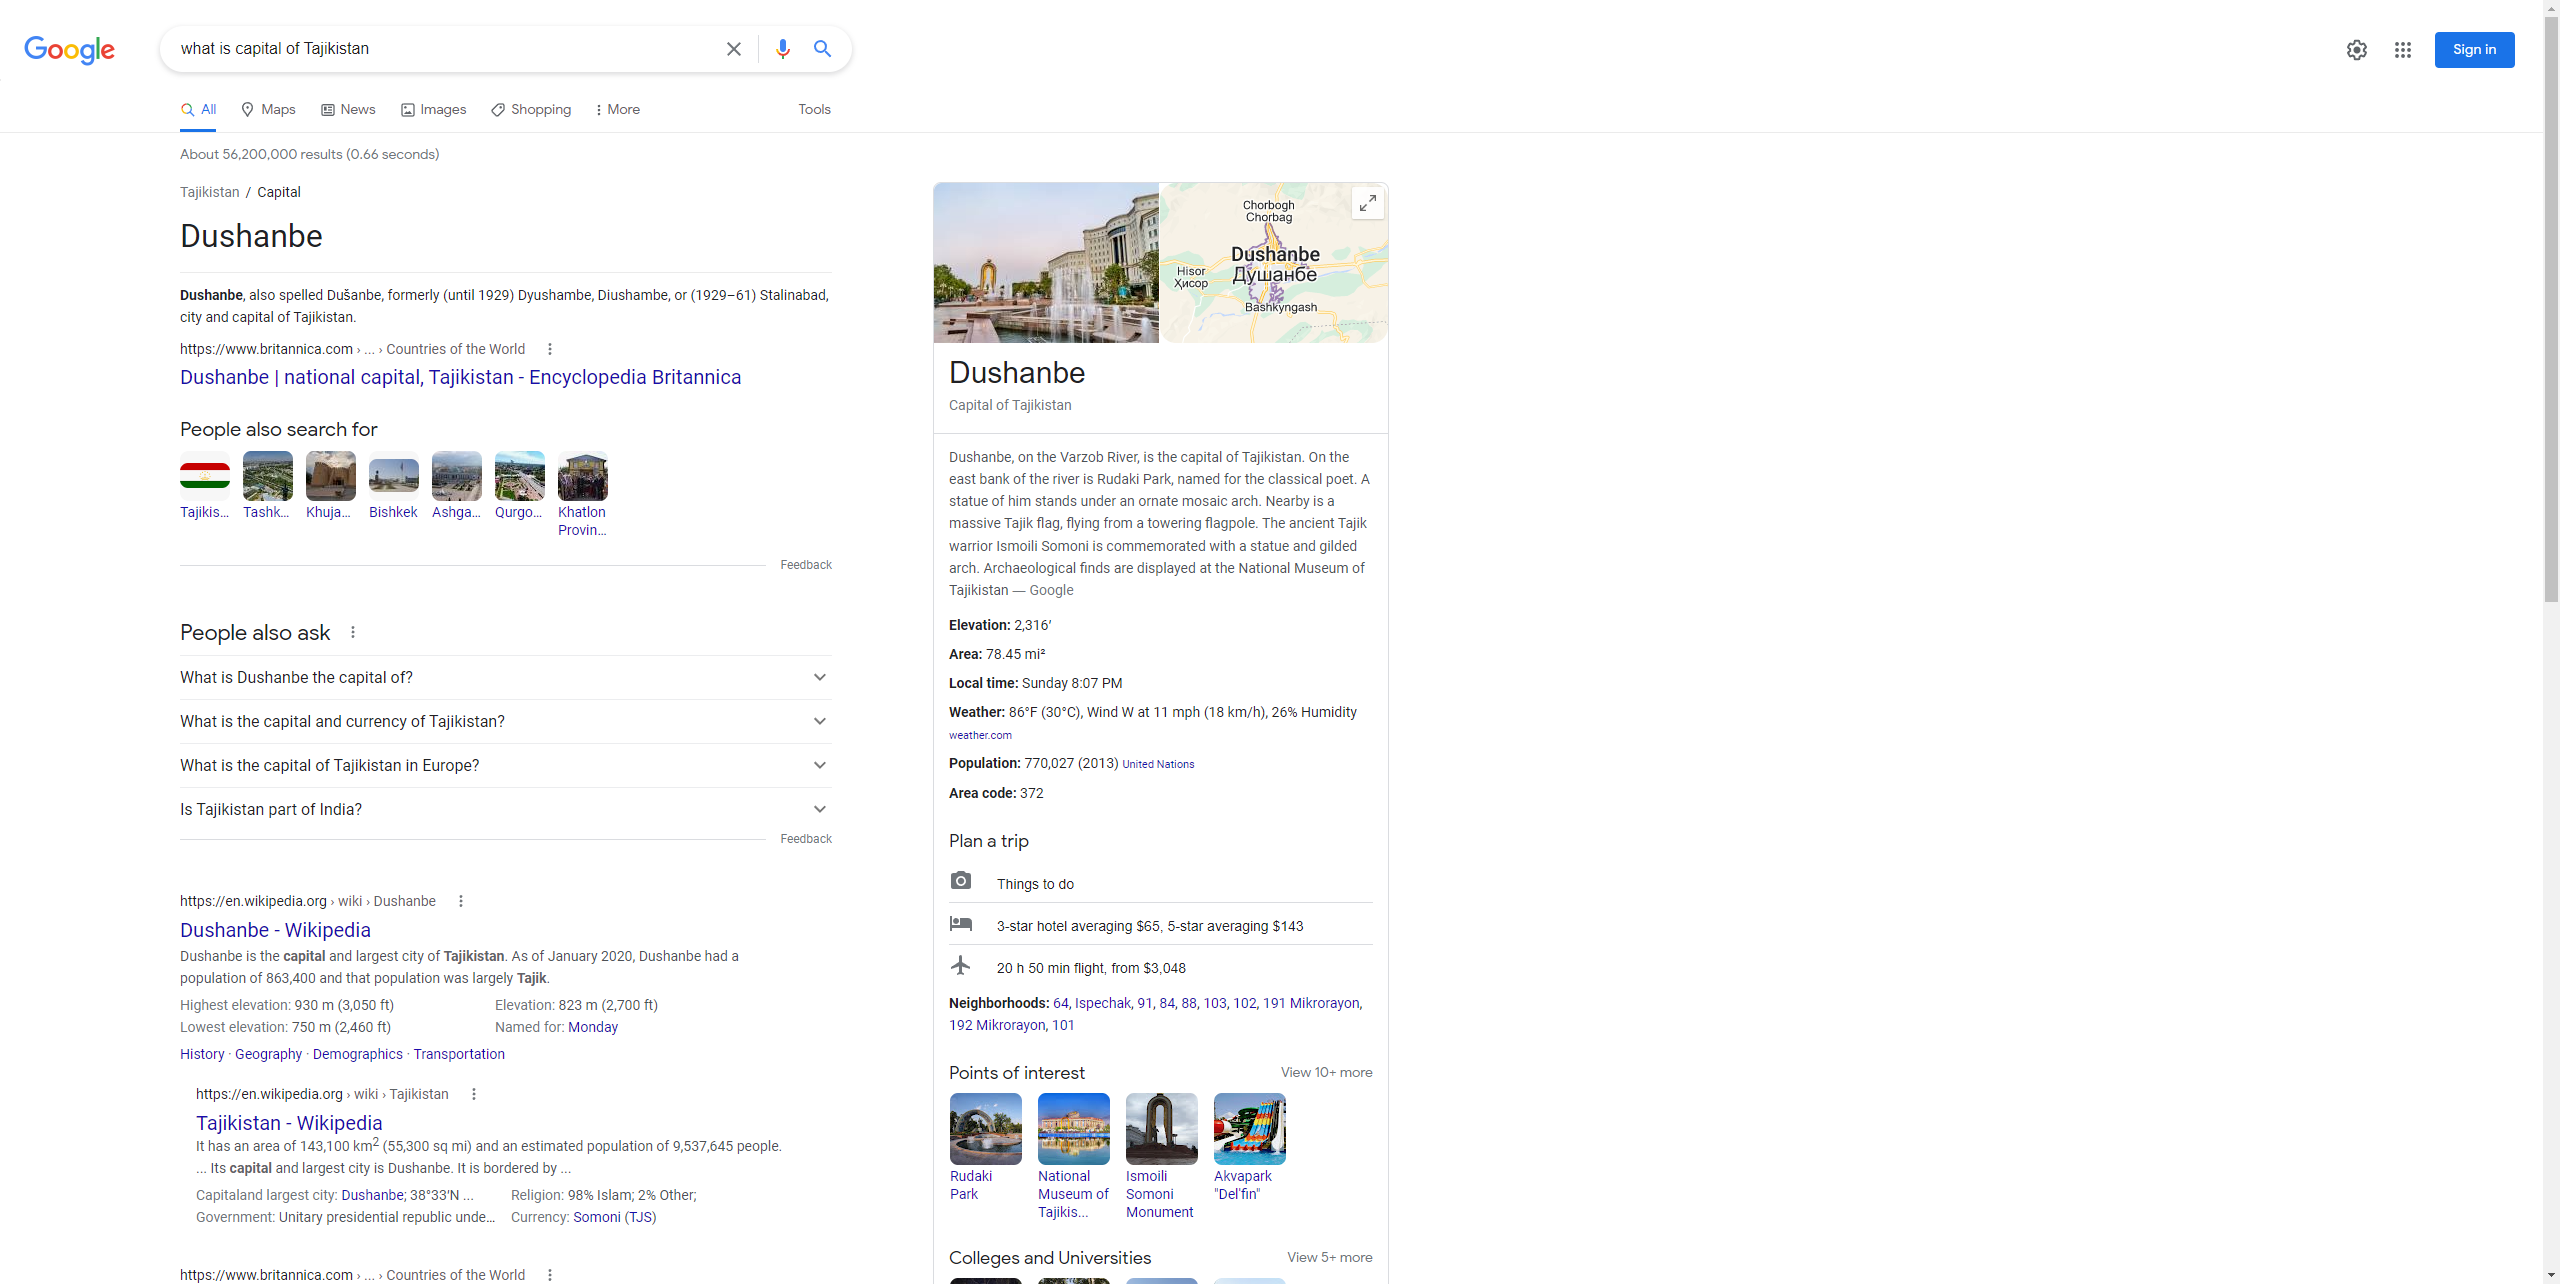 Google
what is capital of Tajikistan
Sign in
All
Maps
News
Images
Shopping
More
Tools
About 56,200,000 results (0.66 seconds)
Tajikistan / Capital
Dushanbe
Dushanbe, also spelled Dušanbe, formerly (until 1929) Dyushambe, Diushambe, or (1929–61) Stalinabad,
city and capital of Tajikistan.
https://www.britannica.com › ... › Countries of the World
Dushanbe | national capital, Tajikistan - Encyclopedia Britannica
People also search for
Tajikis...
Tashk...
Khuja...
Bishkek
Ashga...
Qurgo...
Khatlon
Provin...
Feedback
People also ask
What is Dushanbe the capital of?
What is the capital and currency of Tajikistan?
What is the capital of Tajikistan in Europe?
Is Tajikistan part of India?
Feedback
https://en.wikipedia.org › wiki › Dushanbe
Dushanbe - Wikipedia
Dushanbe is the capital and largest city of Tajikistan. As of January 2020, Dushanbe had a
population of 863,400 and that population was largely Tajik.
Highest elevation: 930 m (3,050 ft)
Elevation: 823 m (2,700 ft)
Lowest elevation: 750 m (2,460 ft)
Named for: Monday
History · Geography · Demographics · Transportation
https://en.wikipedia.org › wiki › Tajikistan
Tajikistan - Wikipedia
It has an area of 143,100 km2 (55,300 sq mi) and an estimated population of 9,537,645 people.
... Its capital and largest city is Dushanbe. It is bordered by ...
Capitaland largest city: Dushanbe; 38°33′N ...
Religion: 98% Islam; 2% Other;
Government: Unitary presidential republic unde...
Currency: Somoni (TJS)
https://www.britannica.com › ... › Countries of the World
Chorbogh
Chorbag
Dushanbe
Душанбе
Hisor
Ҳисор
Bashkyngash
Dushanbe
Capital of Tajikistan
Dushanbe, on the Varzob River, is the capital of Tajikistan. On the
east bank of the river is Rudaki Park, named for the classical poet. A
statue of him stands under an ornate mosaic arch. Nearby is a
massive Tajik flag, flying from a towering flagpole. The ancient Tajik
warrior Ismoili Somoni is commemorated with a statue and gilded
arch. Archaeological finds are displayed at the National Museum of
Tajikistan — Google
Elevation: 2,316′
Area: 78.45 mi²
Local time: Sunday 8:07 PM
Weather: 86°F (30°C), Wind W at 11 mph (18 km/h), 26% Humidity
weather.com
Population: 770,027 (2013) United Nations
Area code: 372
Plan a trip
Things to do
3-star hotel averaging $65, 5-star averaging $143
20 h 50 min flight, from $3,048
Neighborhoods: 64, Ispechak, 91, 84, 88, 103, 102, 191 Mikrorayon,
192 Mikrorayon, 101
Points of interest
View 10+ more
Rudaki
Park
National
Museum of
Tajikis...
Ismoili
Somoni
Monument
Akvapark
"Del'fin"
Colleges and Universities
View 5+ more